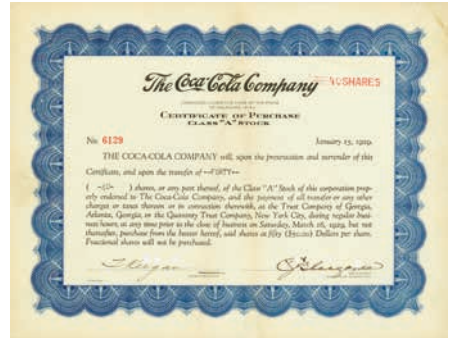 The Coca-Cola Company
40 SHARES
CERTIFICATE OF PURCHASE
CLASS "A" STOCK
No 6129
January 15, 1929.
THE COCA-COLA COMPANY will, upon the presentation and surrender of this
Certificate, and upon the transfer of --FORTY--
( -40- ) shares, or any part thereof, of the Class "A" Stock of this corporation prop-
erly endorsed to The Coca-Cola Company, and the payment of all transfer or any other
charges or taxes thereon or in connection therewith, at the Trust Company of Georgia,
Atlanta, Georgia, or the Guaranty Trust Company, New York City, during regular busi-
ness hours, at any time prior to the close of business on Saturday, March 16, 1929, but not
thereafter, purchase from the bearer hereof, said shares at fifty ($50.00) Dollars per share.
Fractional shares will not be purchased.